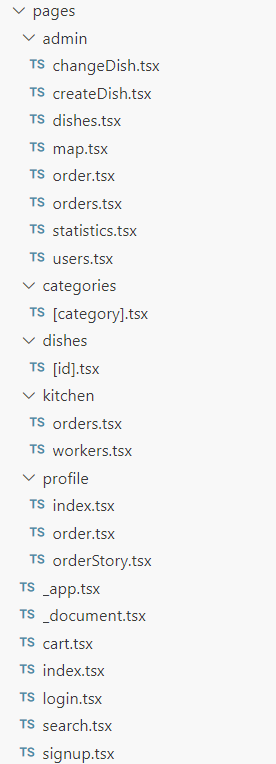 pages
admin
TS changeDish.tsx
TS createDish.tsx
TS dishes.tsx
TS map.tsx
TS order.tsx
TS orders.tsx
TS statistics.tsx
TS users.tsx
categories
TS [category].tsx
dishes
TS [id].tsx
kitchen
TS orders.tsx
TS workers.tsx
profile
TS index.tsx
TS order.tsx
TS orderStory.tsx
TS _app.tsx
TS _document.tsx
TS cart.tsx
TS index.tsx
TS login.tsx
TS search.tsx
TS signup.tsx